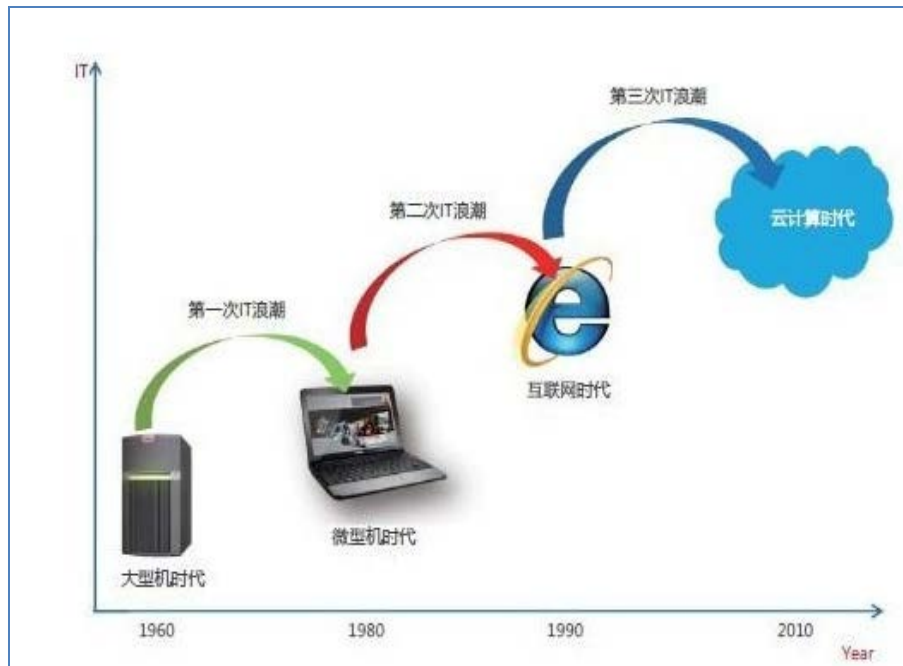 IT
第三次IT浪潮
云计算时代
第二次IT浪潮
第一次IT浪潮
互联网时代
微型机时代
大型机时代
1960
1980
1990
2010
Year